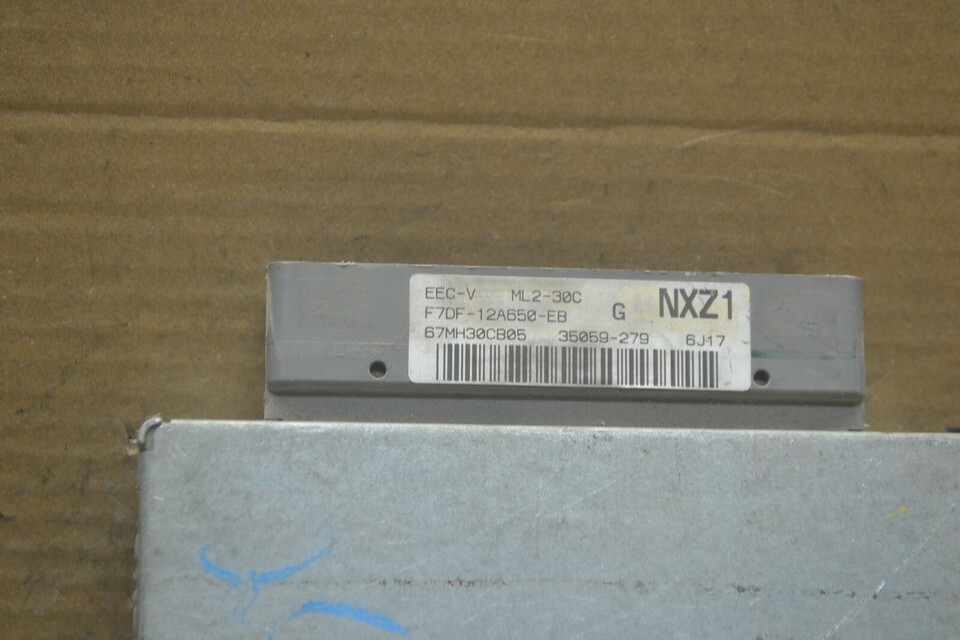 EEC-V ML2-30C
F7DF-12A650-EB G NXZ1
67MH30CB05 35059-279 6J17